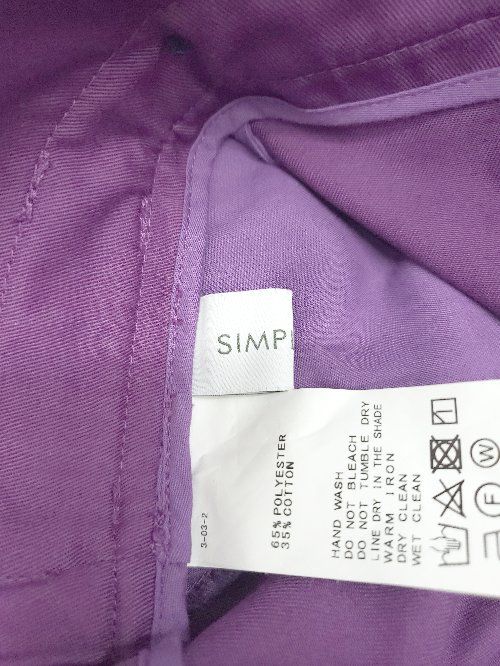 SIMPL
3-03-2
65% POLYESTER
35% COTTON
HAND WASH
DO NOT BLEACH
DO NOT TUMBLE DRY
LINE DRY IN THE SHADE
WARM IRON
DRY CLEAN
WET CLEAN
F
W